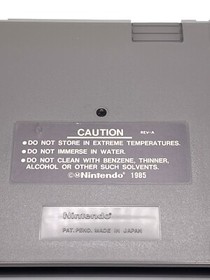 CAUTION REV-A
●DO NOT STORE IN EXTREME TEMPERATURES.
●DO NOT IMMERSE IN WATER.
●DO NOT CLEAN WITH BENZENE, THINNER,
ALCOHOL OR OTHER SUCH SOLVENTS.
©Ⓜ Nintendo® 1985
Nintendo®
PAT. PEND. MADE IN JAPAN